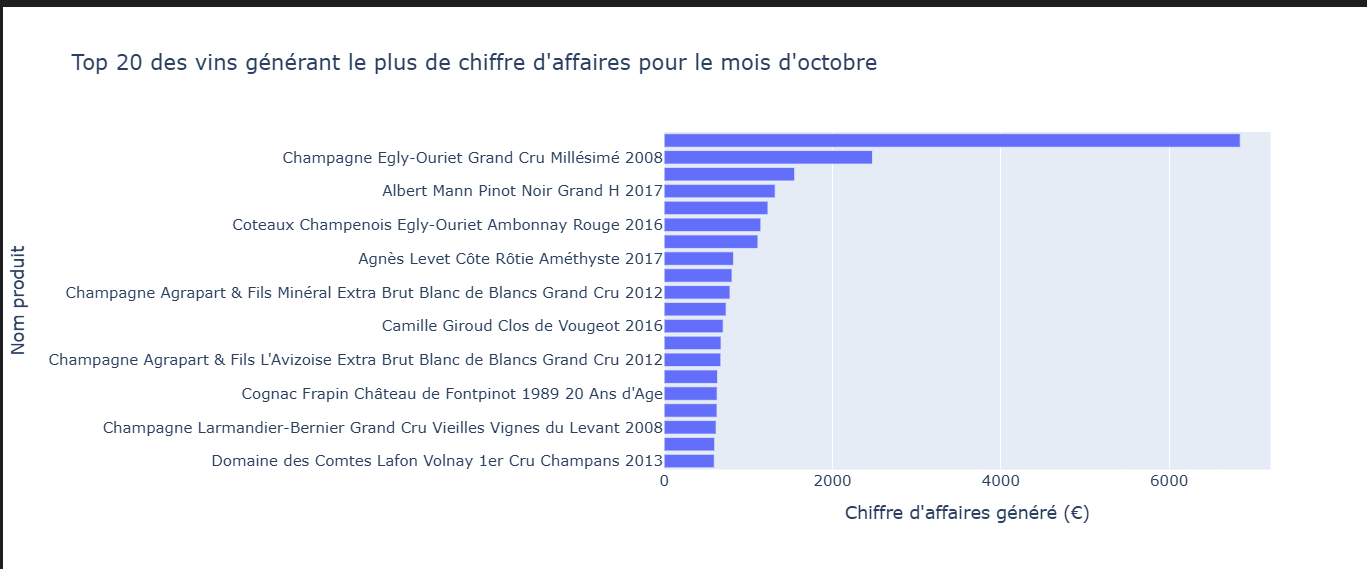 Top 20 des vins générant le plus de chiffre d'affaires pour le mois d'octobre
Nom produit
Champagne Egly-Ouriet Grand Cru Millésimé 2008
Albert Mann Pinot Noir Grand H 2017
Coteaux Champenois Egly-Ouriet Ambonnay Rouge 2016
Agnès Levet Côte Rôtie Améthyste 2017
Champagne Agrapart & Fils Minéral Extra Brut Blanc de Blancs Grand Cru 2012
Camille Giroud Clos de Vougeot 2016
Champagne Agrapart & Fils L'Avizoise Extra Brut Blanc de Blancs Grand Cru 2012
Cognac Frapin Château de Fontpinot 1989 20 Ans d'Age
Champagne Larmandier-Bernier Grand Cru Vieilles Vignes du Levant 2008
Domaine des Comtes Lafon Volnay 1er Cru Champans 2013
0 2000 4000 6000
Chiffre d'affaires généré (€)